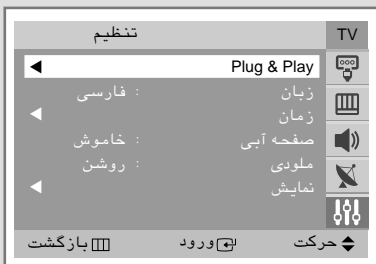 تنظیم
TV
Plug & Play
زبان : فارسی
زمان
صفحه آبی : خاموش
ملودی : روشن
نمایش
حرکت ورود بازگشت